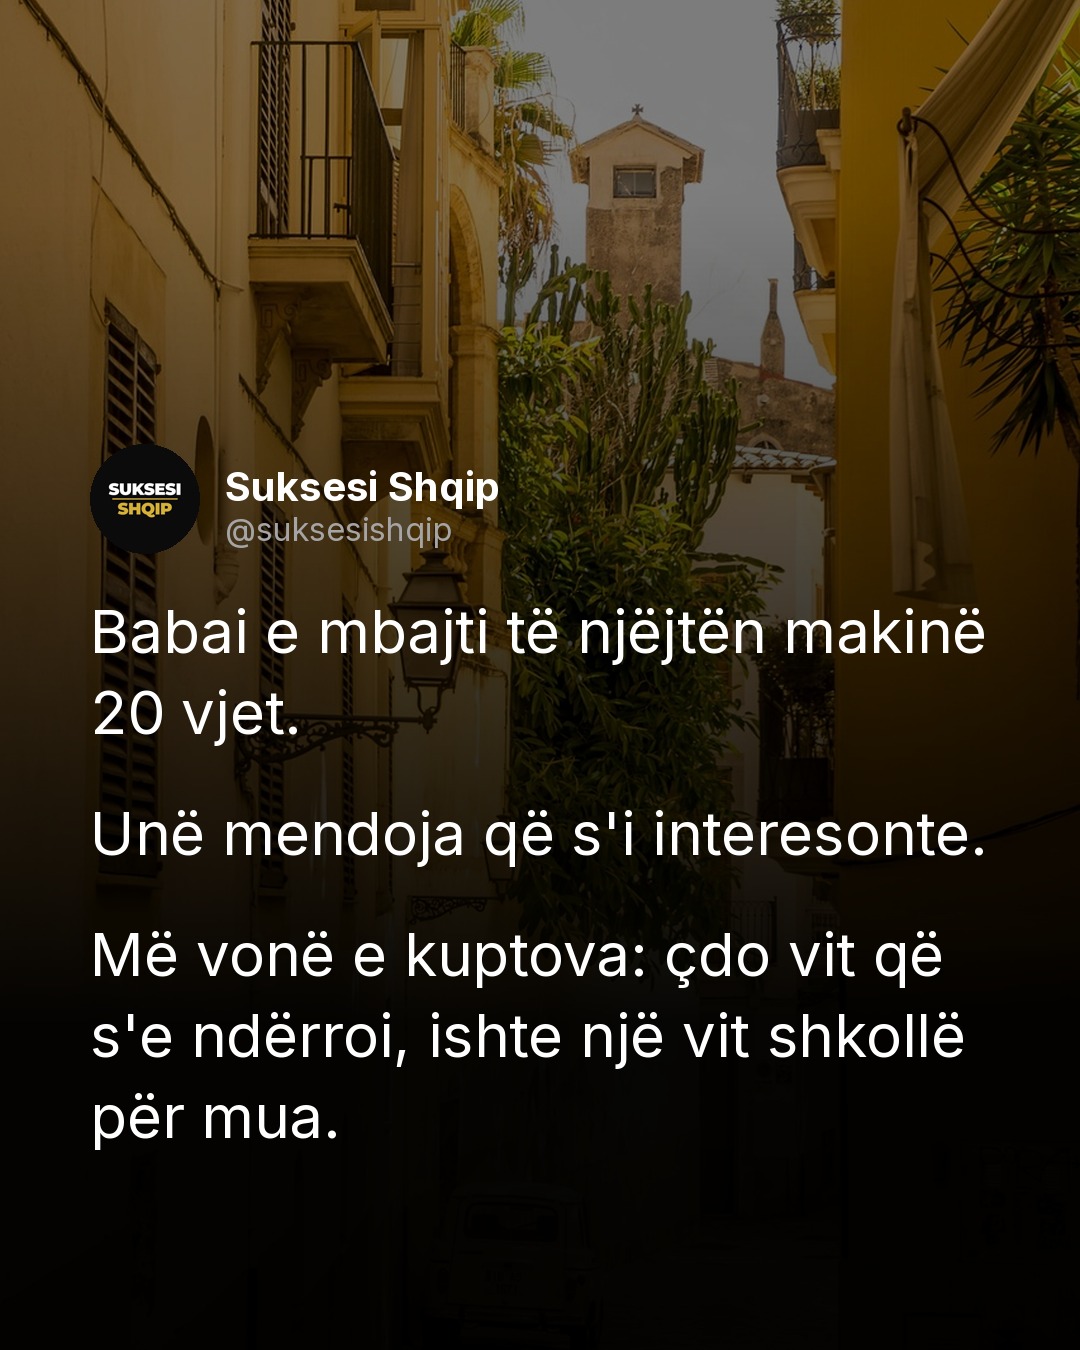 SUKSESI
SHQIP
Suksesi Shqip
@suksesishqip
Babai e mbajti të njëjtën makinë
20 vjet.
Unë mendoja që s'i interesonte.
Më vonë e kuptova: çdo vit që
s'e ndërroi, ishte një vit shkollë
për mua.